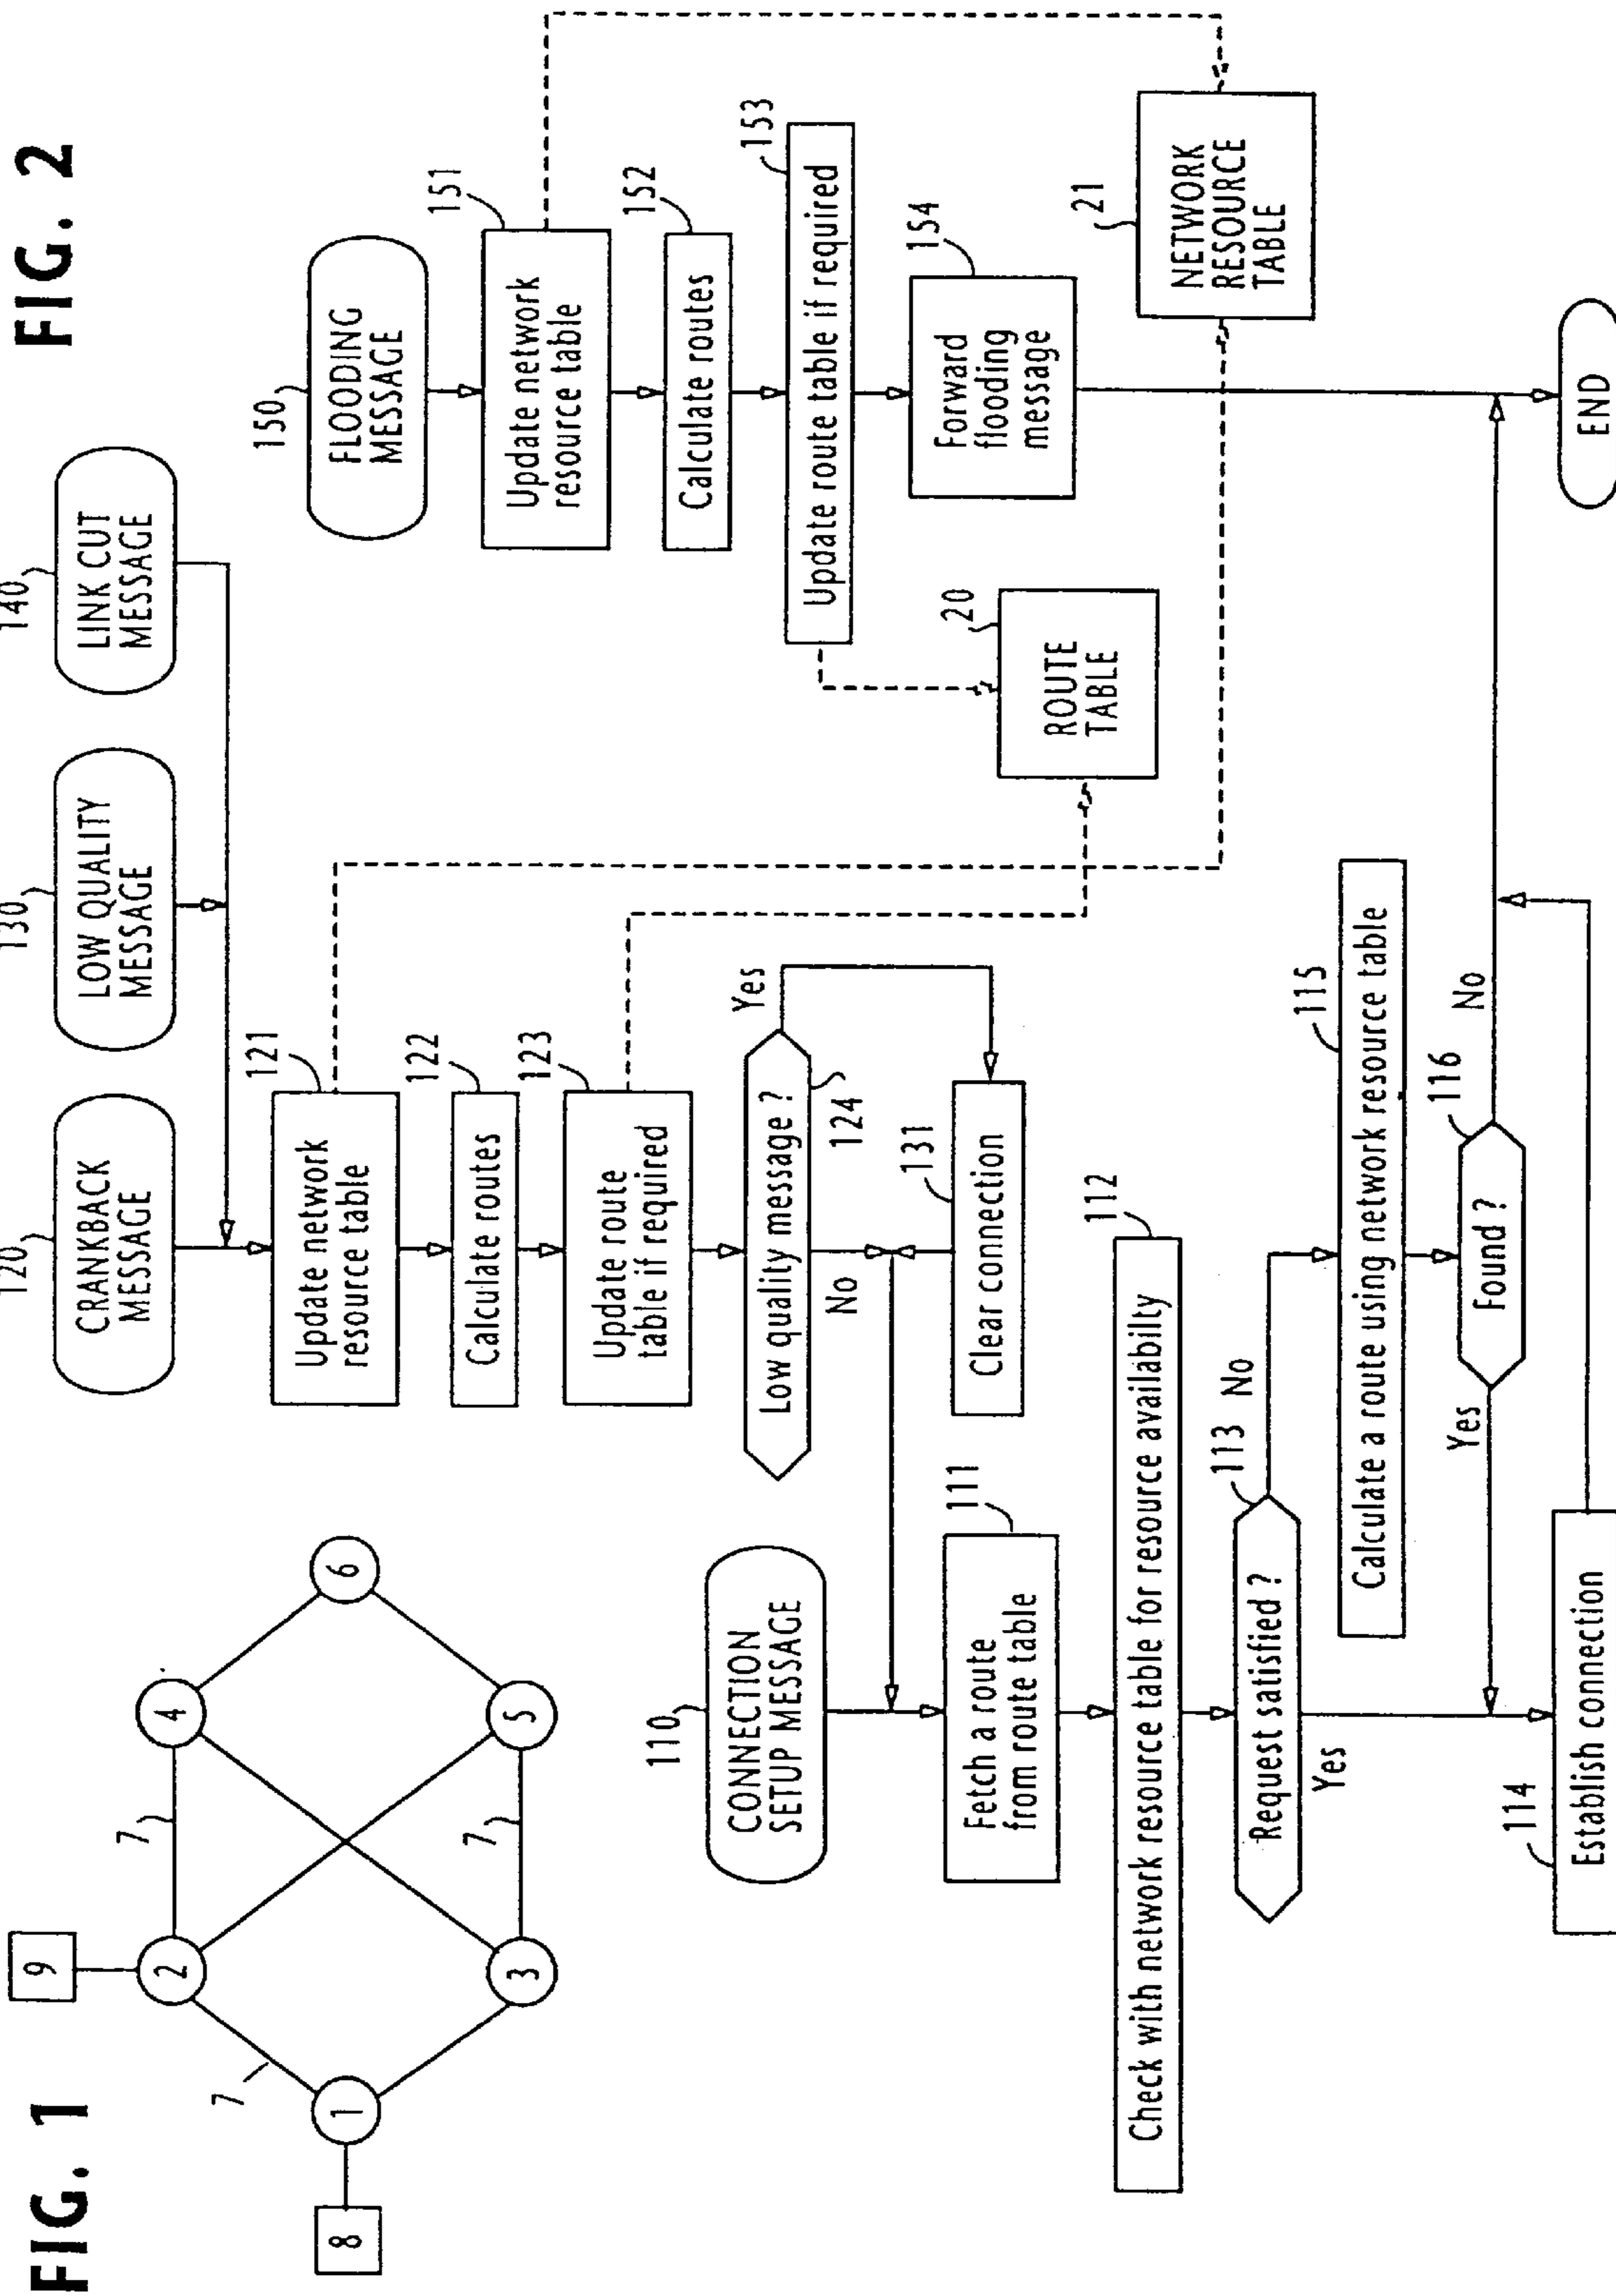 FIG. 1
9
7
2
4
8
1
6
7
3
5
7
FIG. 2
110
CONNECTION
SETUP MESSAGE
111
Fetch a route
from route table
112
Check with network resource table for resource availability
113
Request satisfied ?
No
Yes
114
Establish connection
115
Calculate a route using network resource table
116
Found ?
Yes
No
120
CRANKBACK
MESSAGE
130
LOW QUALITY
MESSAGE
140
LINK CUT
MESSAGE
121
Update network
resource table
122
Calculate routes
123
Update route
table if required
Low quality message ?
124
Yes
No
131
Clear connection
150
FLOODING
MESSAGE
151
Update network
resource table
152
Calculate routes
153
Update route table if required
154
Forward
flooding
message
20
ROUTE
TABLE
21
NETWORK
RESOURCE
TABLE
END